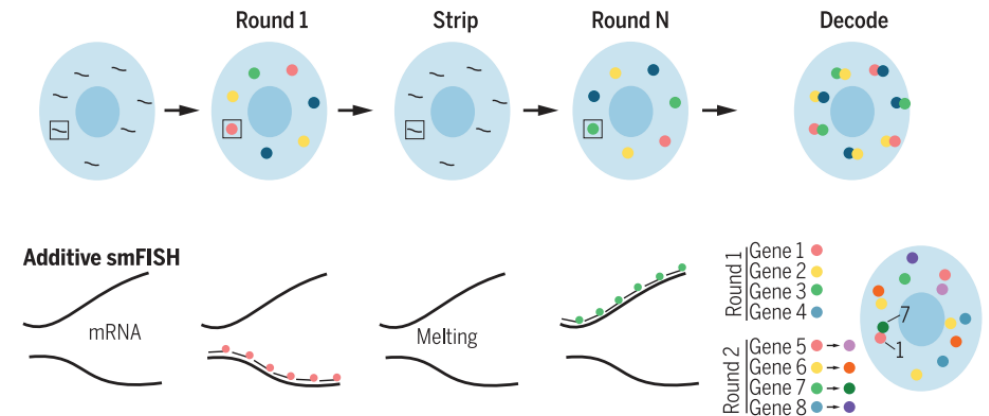 Round 1
Strip
Round N
Decode
Additive smFISH
mRNA
Melting
Round 1
Gene 1
Gene 2
Gene 3
Gene 4
Round 2
Gene 5
Gene 6
Gene 7
Gene 8
7
1